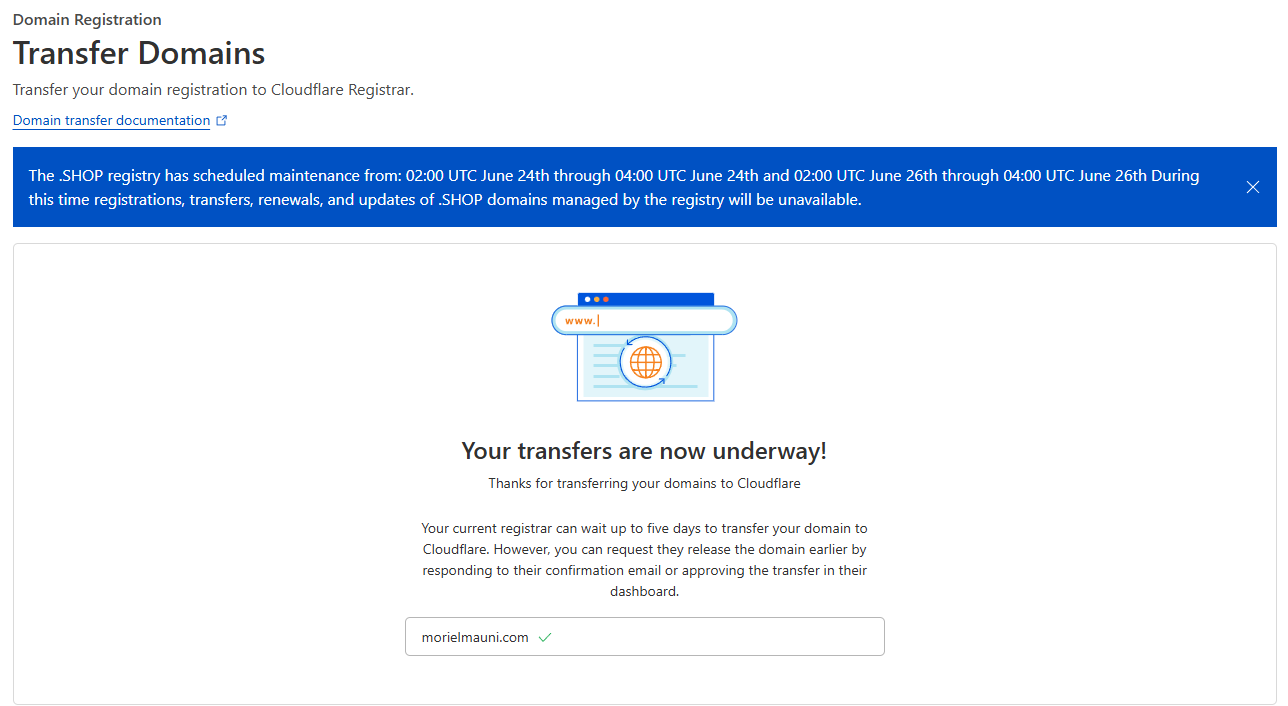 Domain Registration
Transfer Domains
Transfer your domain registration to Cloudflare Registrar.
Domain transfer documentation
The .SHOP registry has scheduled maintenance from: 02:00 UTC June 24th through 04:00 UTC June 24th and 02:00 UTC June 26th through 04:00 UTC June 26th During
this time registrations, transfers, renewals, and updates of .SHOP domains managed by the registry will be unavailable.
www.
Your transfers are now underway!
Thanks for transferring your domains to Cloudflare
Your current registrar can wait up to five days to transfer your domain to
Cloudflare. However, you can request they release the domain earlier by
responding to their confirmation email or approving the transfer in their
dashboard.
morielmauni.com